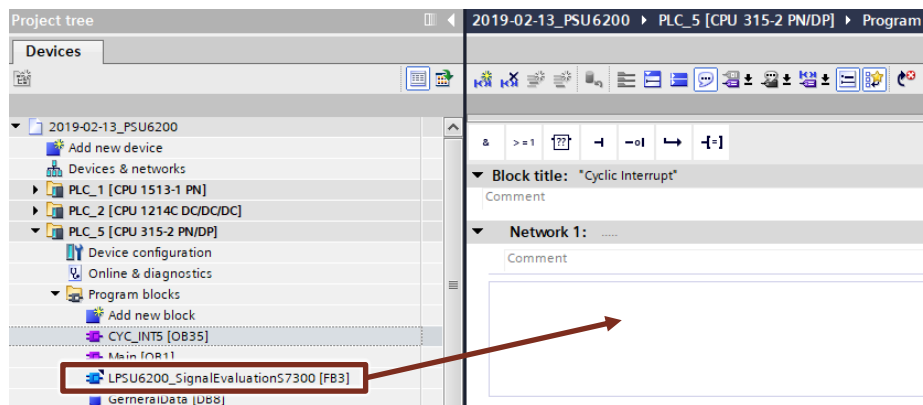 Project tree
Devices
2019-02-13_PSU6200
Add new device
Devices & networks
PLC_1 [CPU 1513-1 PN]
PLC_2 [CPU 1214C DC/DC/DC]
PLC_5 [CPU 315-2 PN/DP]
Device configuration
Online & diagnostics
Program blocks
Add new block
CYC_INT5 [OB35]
Main [OB1]
LPSU6200_SignalEvaluationS7300 [FB3]
GerneralData [DB8]
2019-02-13_PSU6200 PLC_5 [CPU 315-2 PN/DP] Program
& >=1 ??
Block title: "Cyclic Interrupt"
Comment
Network 1: .....
Comment